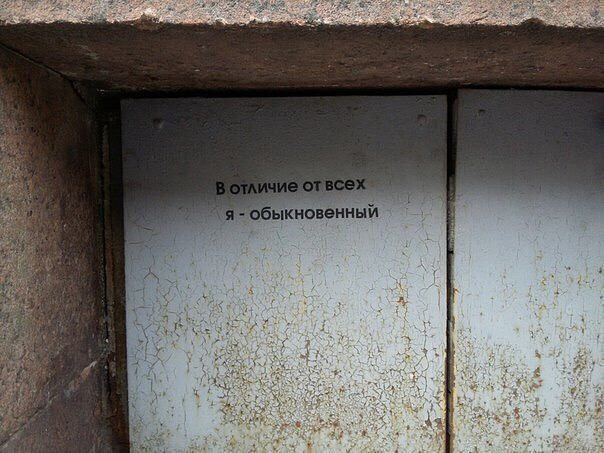 В отличие от всех
я - обыкновенный